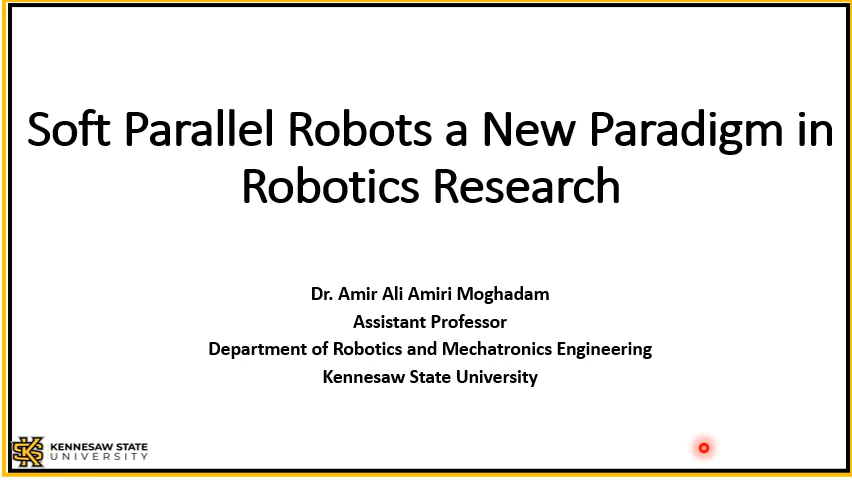 Soft Parallel Robots a New Paradigm in
Robotics Research
Dr. Amir Ali Amiri Moghadam
Assistant Professor
Department of Robotics and Mechatronics Engineering
Kennesaw State University
KENNESAW STATE
UNIVERSITY